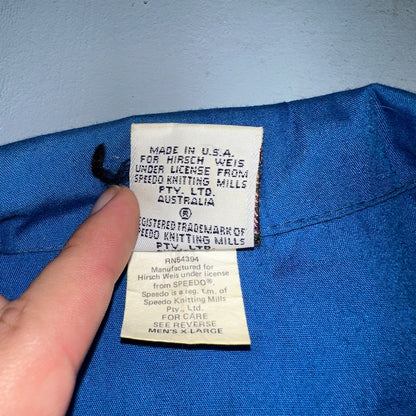 MADE IN U.S.A.
FOR HIRSCH WEIS
UNDER LICENSE FROM
SPEEDO KNITTING MILLS
PTY. LTD.
AUSTRALIA
®
REGISTERED TRADEMARK OF
SPEEDO KNITTING MILLS
PTY. LTD.
RN54394
Manufactured for
Hirsch Weis under license
from SPEEDO®
Speedo is a reg. t.m. of
Speedo Knitting Mills
Pty., Ltd.
FOR CARE
SEE REVERSE
MEN'S X-LARGE